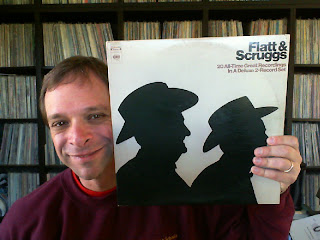 Flatt &
Scruggs
20 All-Time Great Recordings
In A Deluxe 2-Record Set